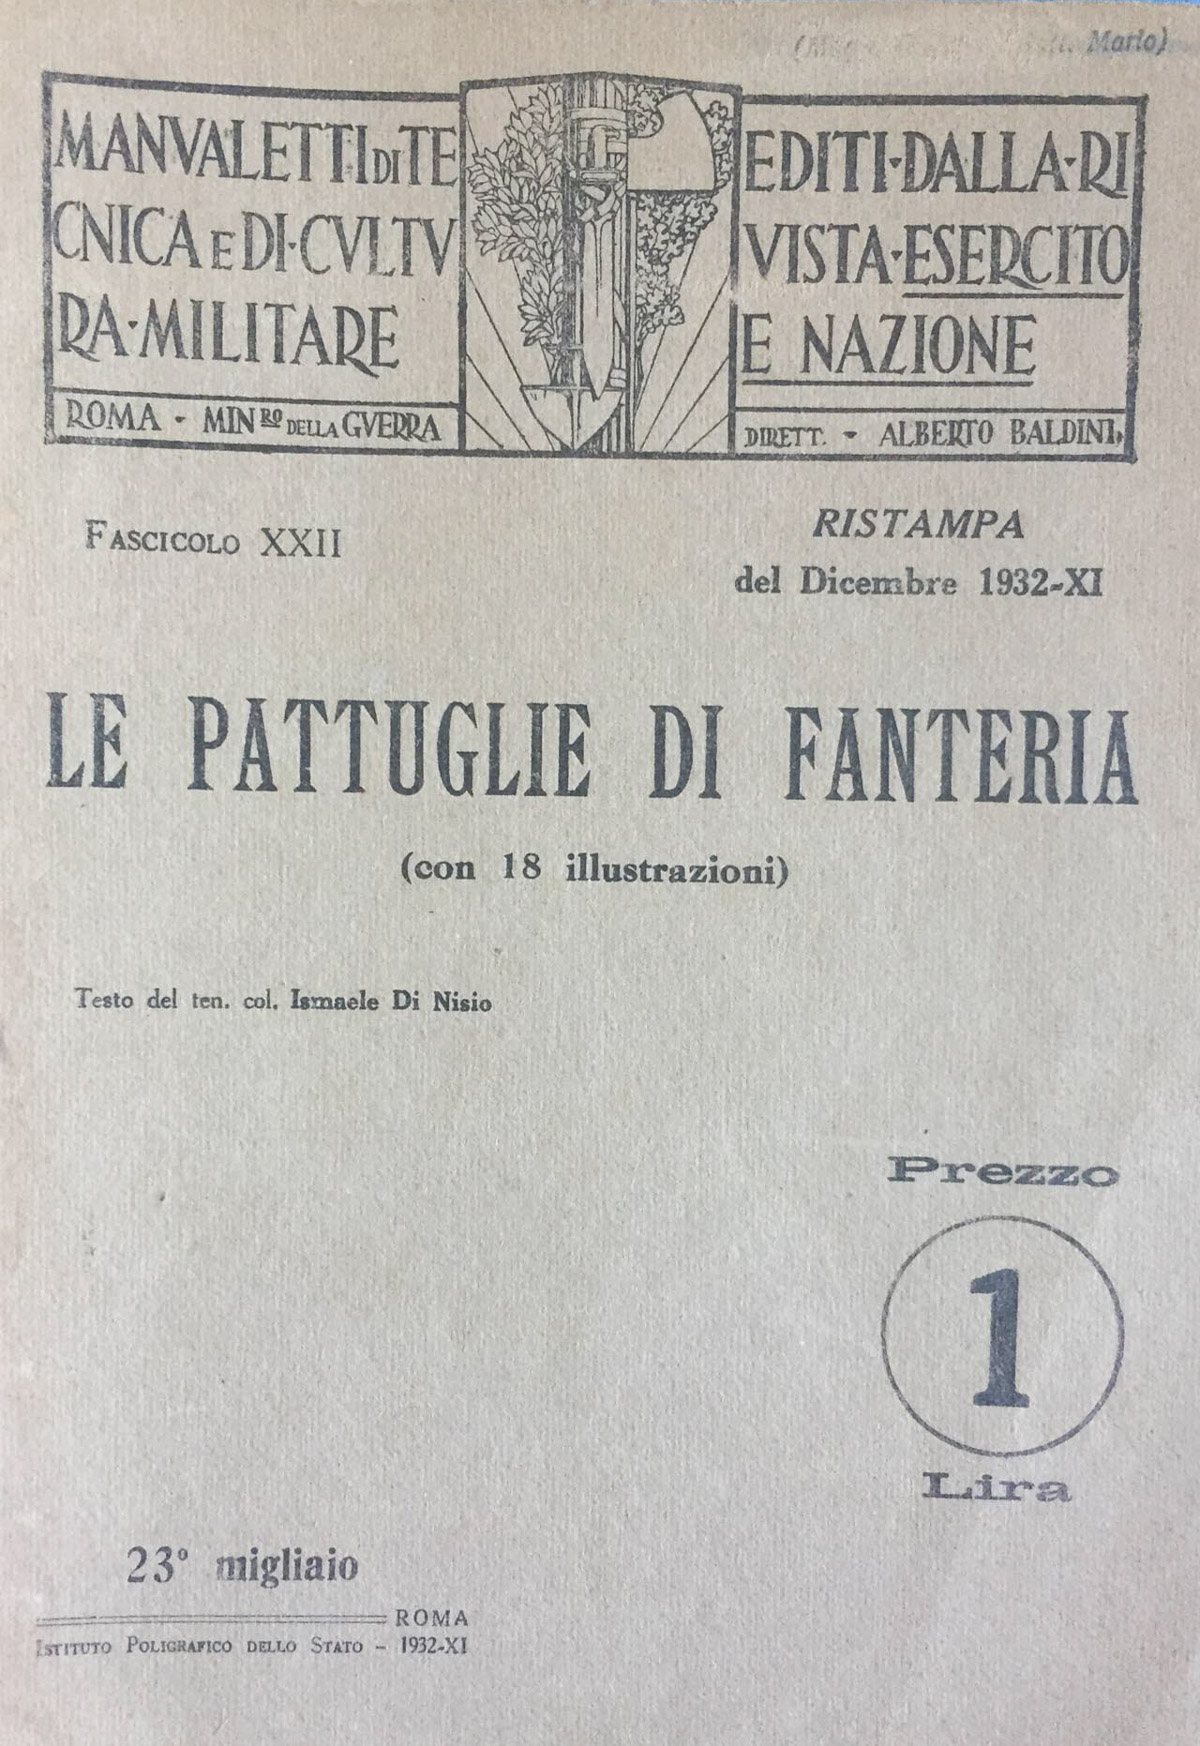 Mario)
MANVALETTI DI TE
CNICA E DI·CVLTV
RA·MILITARE
ROMA - MINRO DELLA GVERRA
EDITI·DALLA·RI
VISTA·ESERCITO
E NAZIONE
DIRETT. - ALBERTO BALDINI,
FASCICOLO XXII
RISTAMPA
del Dicembre 1932-XI
LE PATTUGLIE DI FANTERIA
(con 18 illustrazioni)
Testo del ten. col. Ismaele Di Nisio
Prezzo
1
Lira
23° migliaio
ROMA
ISTITUTO POLIGRAFICO DELLO STATO - 1932-XI